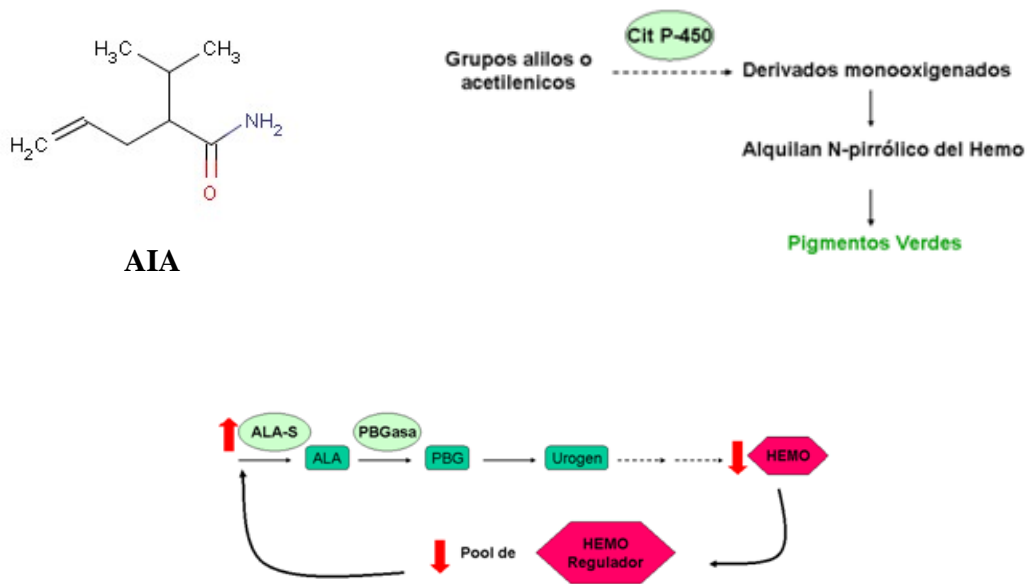 H₃C
CH₃
H₂C
NH₂
O
AIA
Cit P-450
Grupos alilos o
acetilenicos
Derivados monooxigenados
Alquilan N-pirrólico del Hemo
Pigmentos Verdes
ALA-S
PBGasa
ALA
PBG
Urogen
HEMO
Pool de
HEMO
Regulador